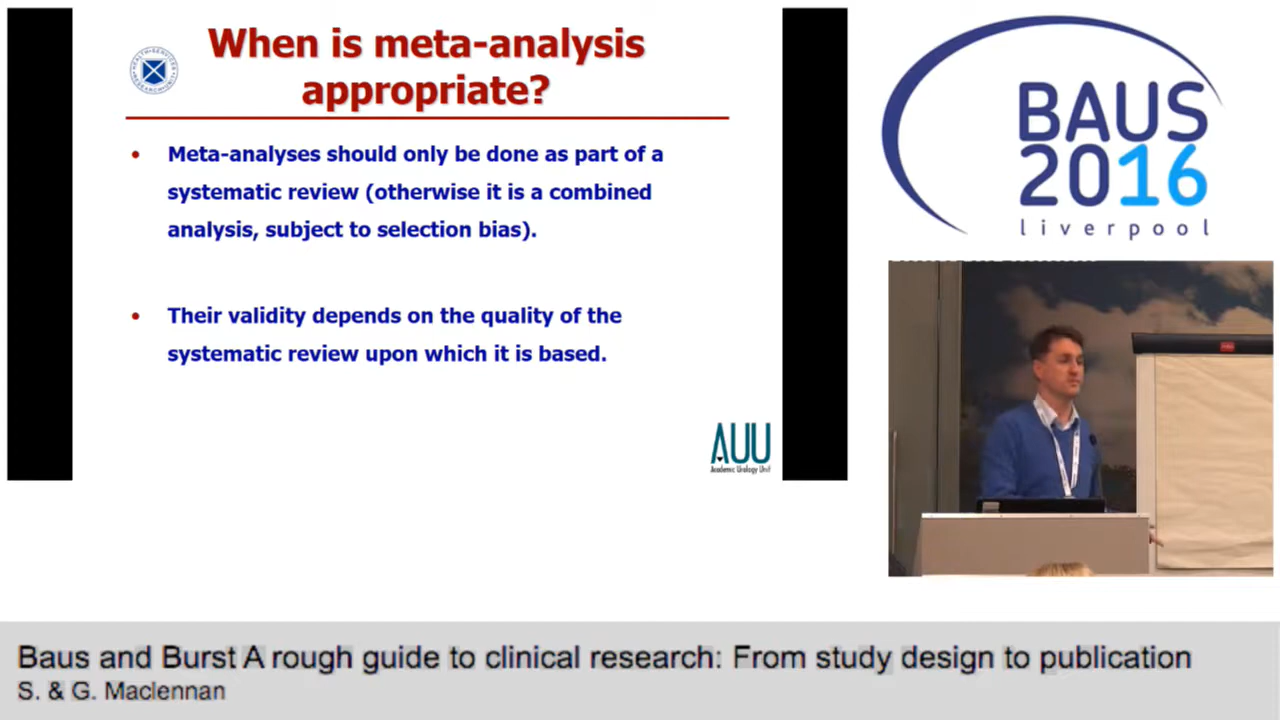 When is meta-analysis
appropriate?
• Meta-analyses should only be done as part of a
systematic review (otherwise it is a combined
analysis, subject to selection bias).
• Their validity depends on the quality of the
systematic review upon which it is based.
AUU
Academic Urology Unit
BAUS
2016
liverpool
Baus and Burst A rough guide to clinical research: From study design to publication
S. & G. Maclennan